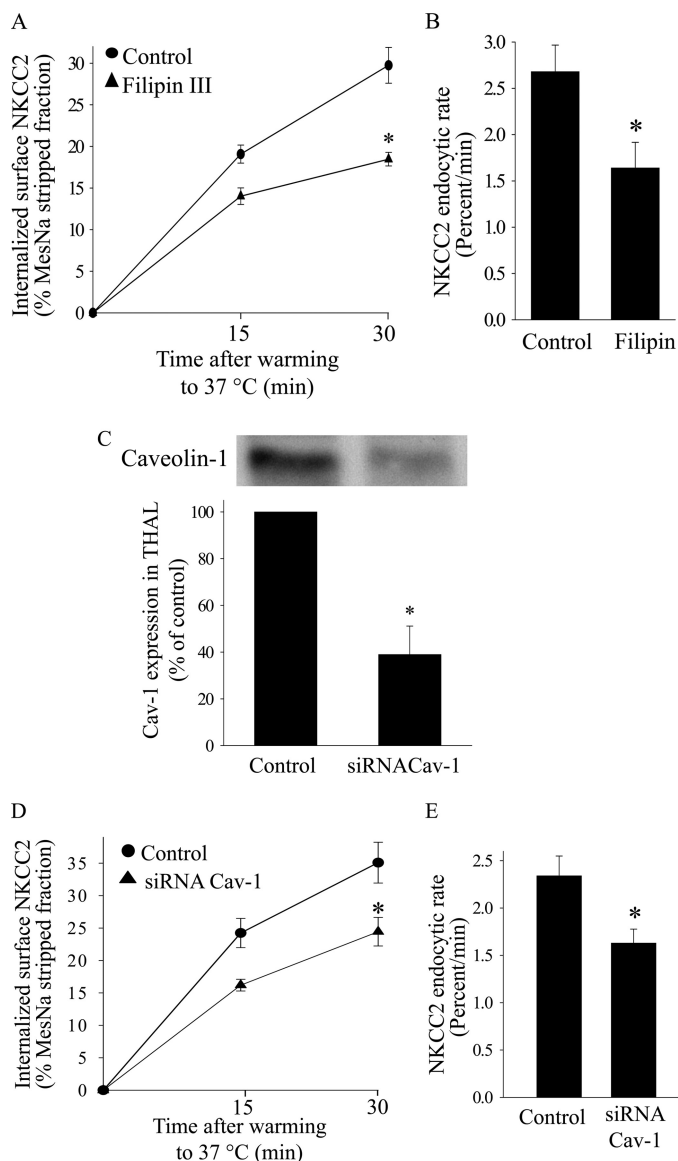 A
Internalized surface NKCC2
(% MesNa stripped fraction)
30
25
20
15
10
5
0
Control
Filipin III
*
15
30
Time after warming
to 37 °C (min)
B
NKCC2 endocytic rate
(Percent/min)
3.0
2.5
2.0
1.5
1.0
0.5
0.0
*
Control
Filipin
C
Caveolin-1
Cav-1 expression in THAL
(% of control)
100
80
60
40
20
0
*
Control
siRNACav-1
D
Internalized surface NKCC2
(% MesNa stripped fraction)
35
30
25
20
15
10
5
0
Control
siRNA Cav-1
*
15
30
Time after warming
to 37 °C (min)
E
NKCC2 endocytic rate
(Percent/min)
2.5
2.0
1.5
1.0
0.5
0.0
*
Control
siRNA
Cav-1